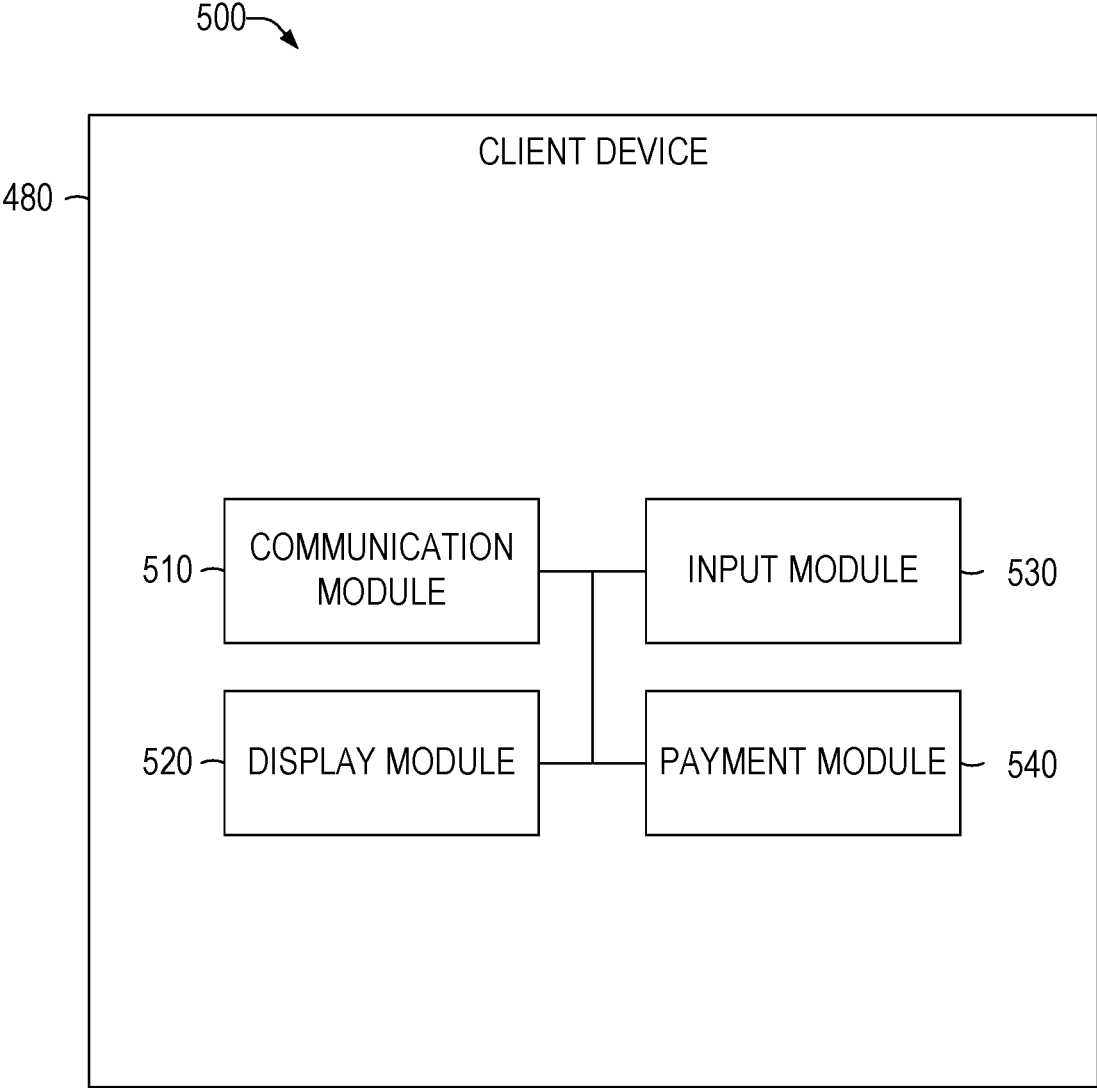 500
CLIENT DEVICE
480
COMMUNICATION
MODULE
510
INPUT MODULE
530
DISPLAY MODULE
520
PAYMENT MODULE
540